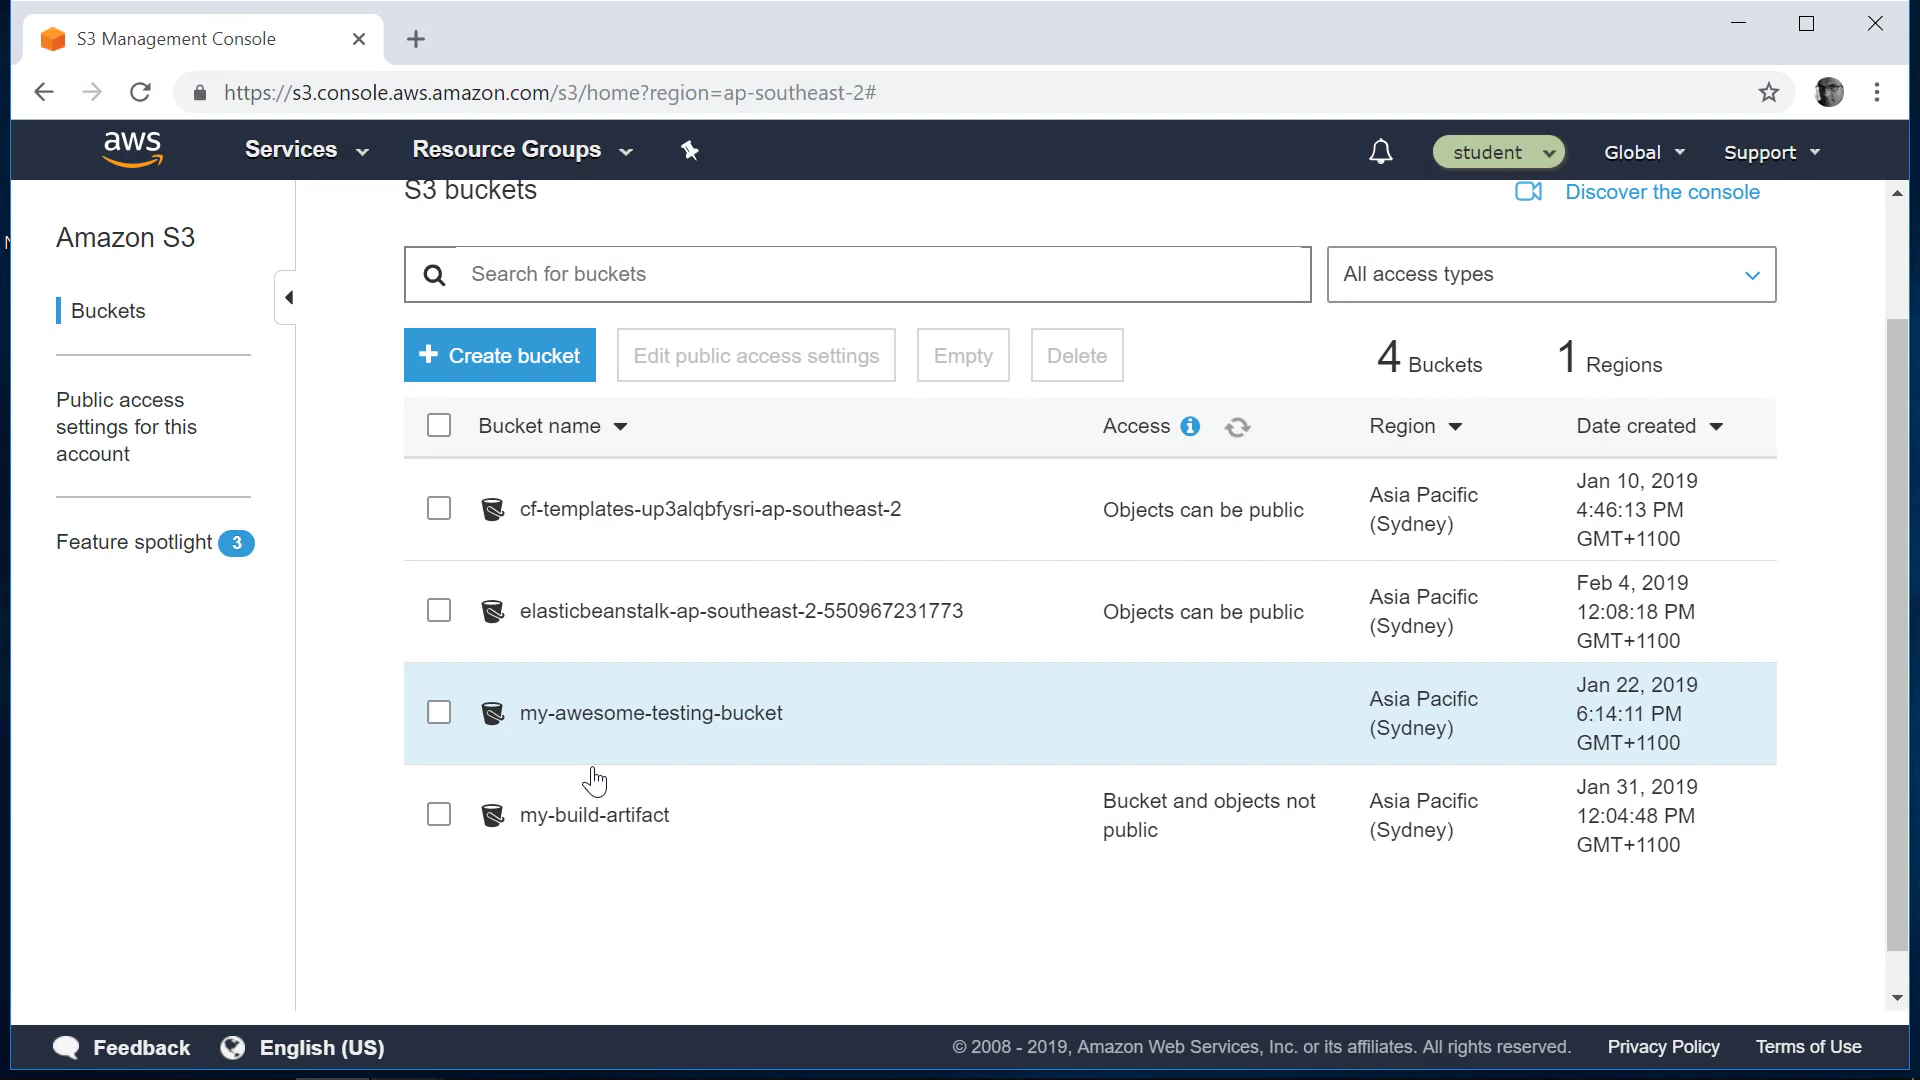 S3 Management Console
https://s3.console.aws.amazon.com/s3/home?region=ap-southeast-2#
aws
Services
Resource Groups
student
Global
Support
Amazon S3
Buckets
Public access
settings for this
account
Feature spotlight 3
S3 buckets
Discover the console
Search for buckets
All access types
+ Create bucket
Edit public access settings
Empty
Delete
4 Buckets
1 Regions
Bucket name
Access
Region
Date created
cf-templates-up3alqbfysri-ap-southeast-2
Objects can be public
Asia Pacific
(Sydney)
Jan 10, 2019
4:46:13 PM
GMT+1100
elasticbeanstalk-ap-southeast-2-550967231773
Objects can be public
Asia Pacific
(Sydney)
Feb 4, 2019
12:08:18 PM
GMT+1100
my-awesome-testing-bucket
Asia Pacific
(Sydney)
Jan 22, 2019
6:14:11 PM
GMT+1100
my-build-artifact
Bucket and objects not
public
Asia Pacific
(Sydney)
Jan 31, 2019
12:04:48 PM
GMT+1100
Feedback
English (US)
© 2008 - 2019, Amazon Web Services, Inc. or its affiliates. All rights reserved.
Privacy Policy
Terms of Use